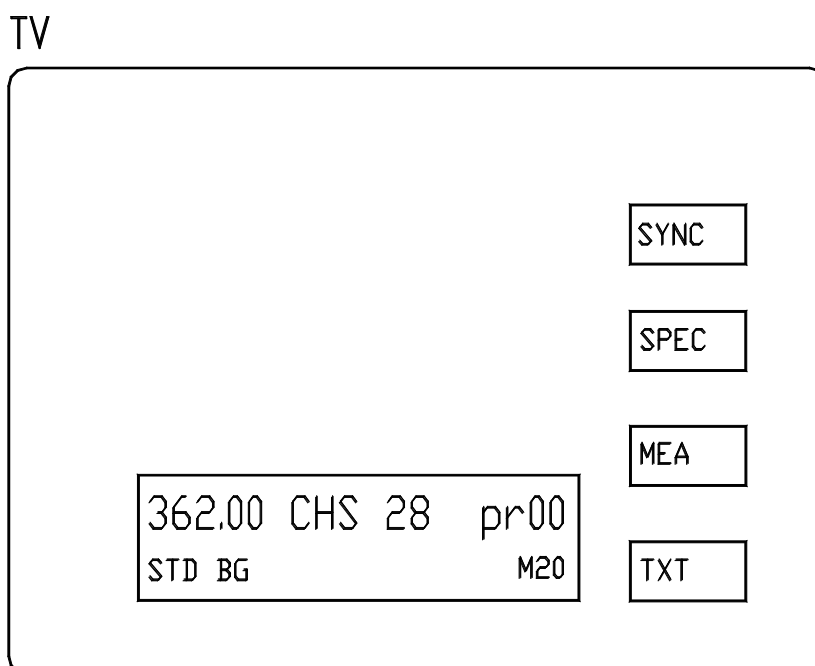 TV
SYNC
SPEC
MEA
362.00 CHS 28 pr00
STD BG M20
TXT